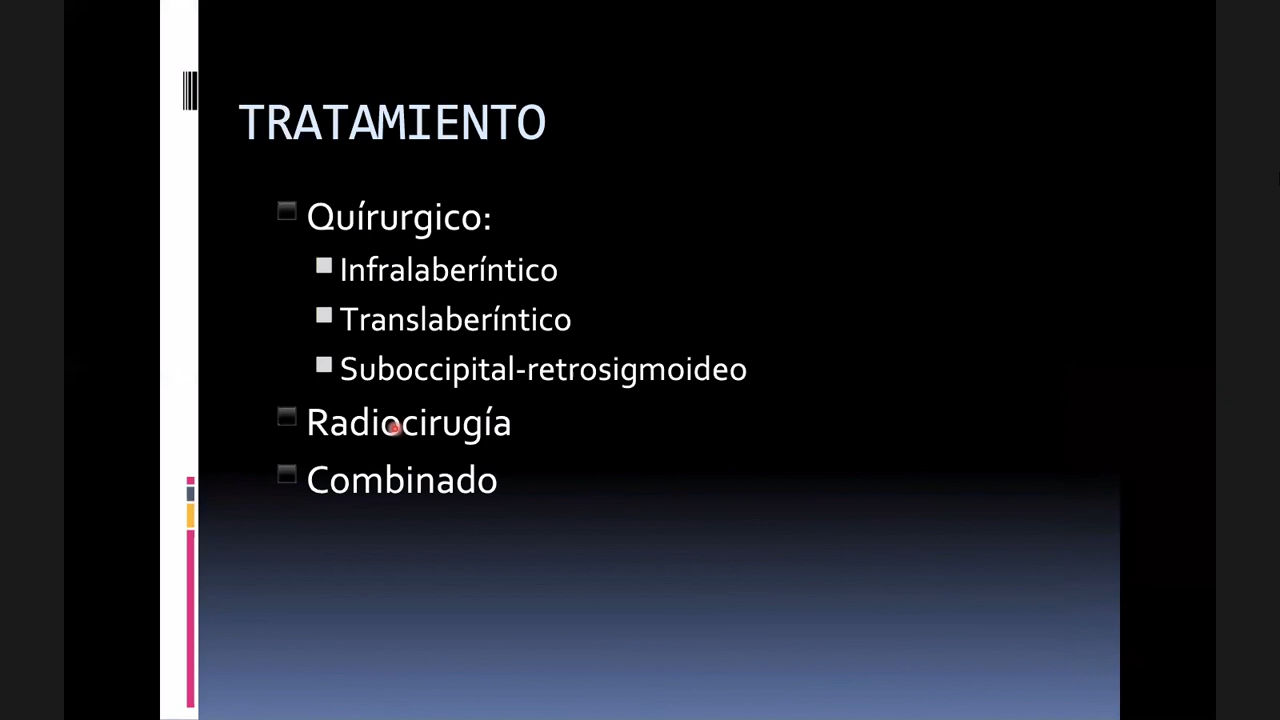 TRATAMIENTO
Quírurgico:
Infralaberíntico
Translaberíntico
Suboccipital-retrosigmoideo
Radiocirugía
Combinado